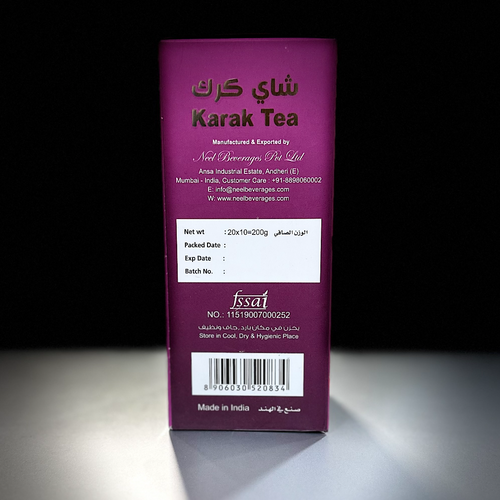 شاي كرك
Karak Tea
Manufactured & Exported by
Neel Beverages Pvt Ltd
Ansa Industrial Estate, Andheri (E)
Mumbai - India, Customer Care : +91-8898060002
E: info@neelbeverages.com
W: www.neelbeverages.com
Net wt : 20x10=200g الوزن الصافي
Packed Date :
Exp Date :
Batch No. :
fssai
NO.: 11519007000252
يخزن في مكان بارد,جاف ونظيف
Store in Cool, Dry & Hygienic Place
8 906030 520834
Made in India صنع في الهند